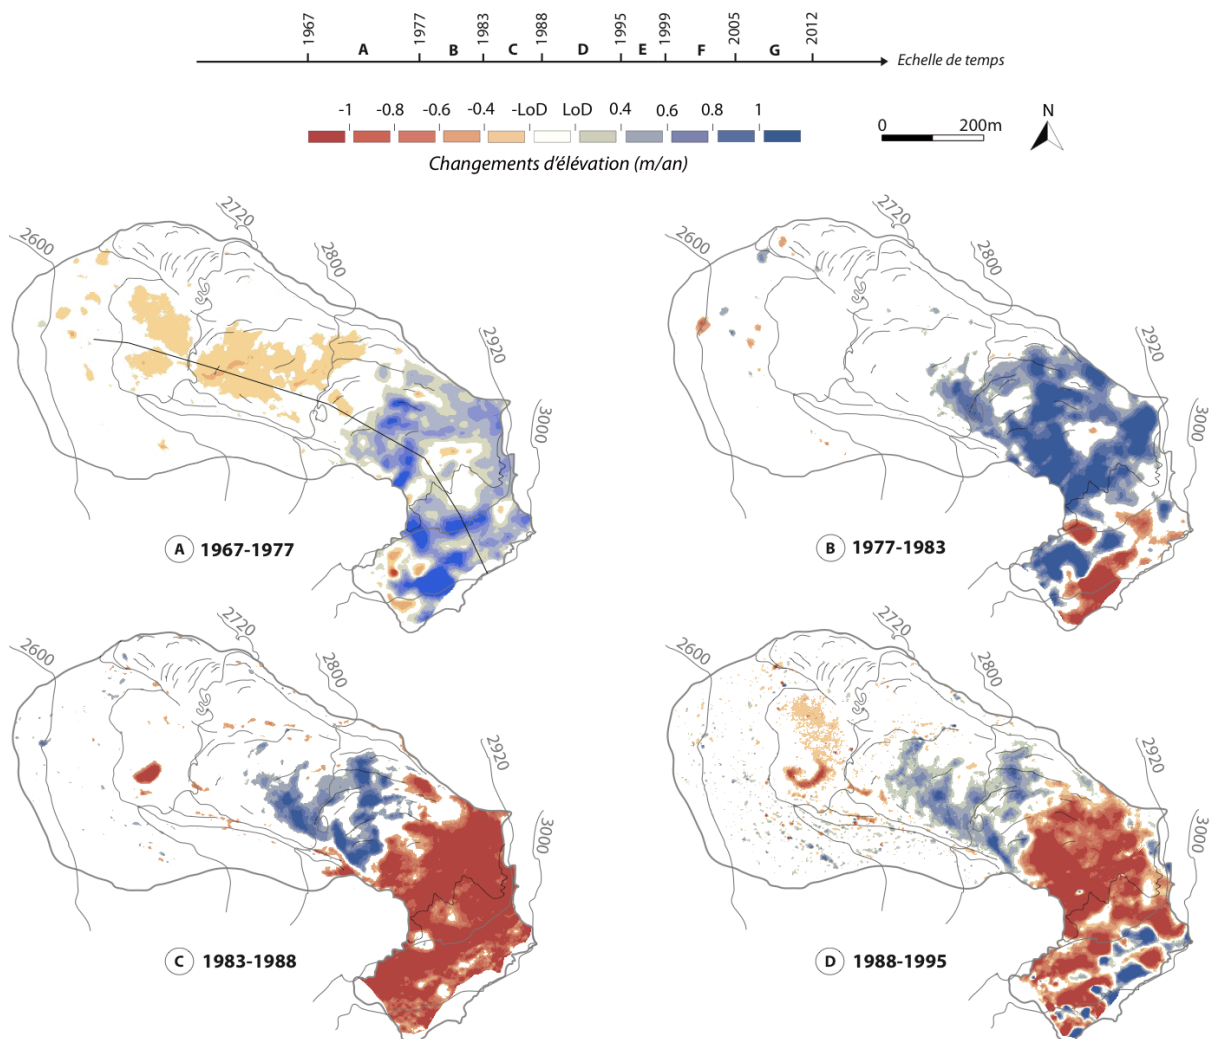 1967 1977 1983 1988 1995 1999 2005 2012
A B C D E F G
Echelle de temps
-1 -0.8 -0.6 -0.4 -LoD LoD 0.4 0.6 0.8 1
Changements d'élévation (m/an)
0 200m
N
2600 2720 2800 2920 3000
A 1967-1977
2600 2720 2800 2920 3000
B 1977-1983
2600 2720 2800 2920 3000
C 1983-1988
2600 2720 2800 2920 3000
D 1988-1995